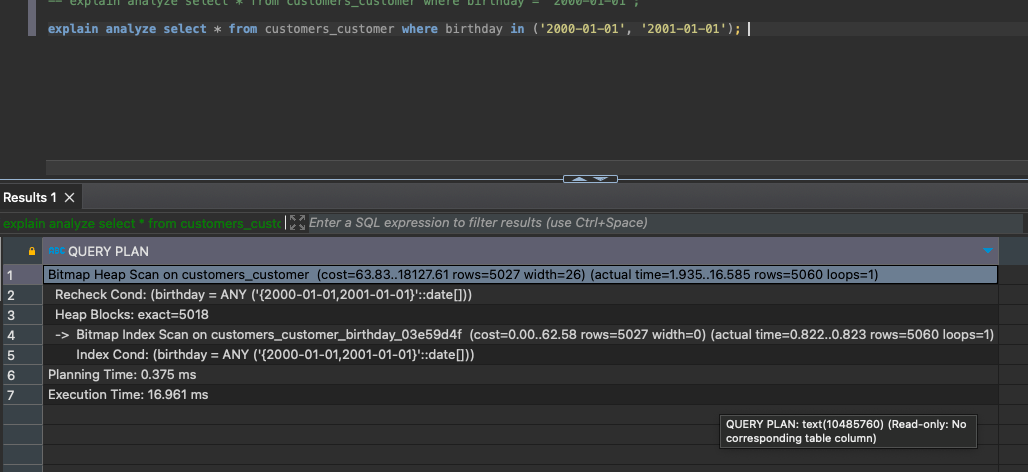 -- explain analyze select * from customers_customer where birthday = '2000-01-01';
explain analyze select * from customers_customer where birthday in ('2000-01-01', '2001-01-01');
Results 1
explain analyze select * from customers_custo
Enter a SQL expression to filter results (use Ctrl+Space)
ABC QUERY PLAN
1 Bitmap Heap Scan on customers_customer (cost=63.83..18127.61 rows=5027 width=26) (actual time=1.935..16.585 rows=5060 loops=1)
2 Recheck Cond: (birthday = ANY ('{2000-01-01,2001-01-01}'::date[]))
3 Heap Blocks: exact=5018
4 -> Bitmap Index Scan on customers_customer_birthday_03e59d4f (cost=0.00..62.58 rows=5027 width=0) (actual time=0.822..0.823 rows=5060 loops=1)
5 Index Cond: (birthday = ANY ('{2000-01-01,2001-01-01}'::date[]))
6 Planning Time: 0.375 ms
7 Execution Time: 16.961 ms
QUERY PLAN: text(10485760) (Read-only: No
corresponding table column)